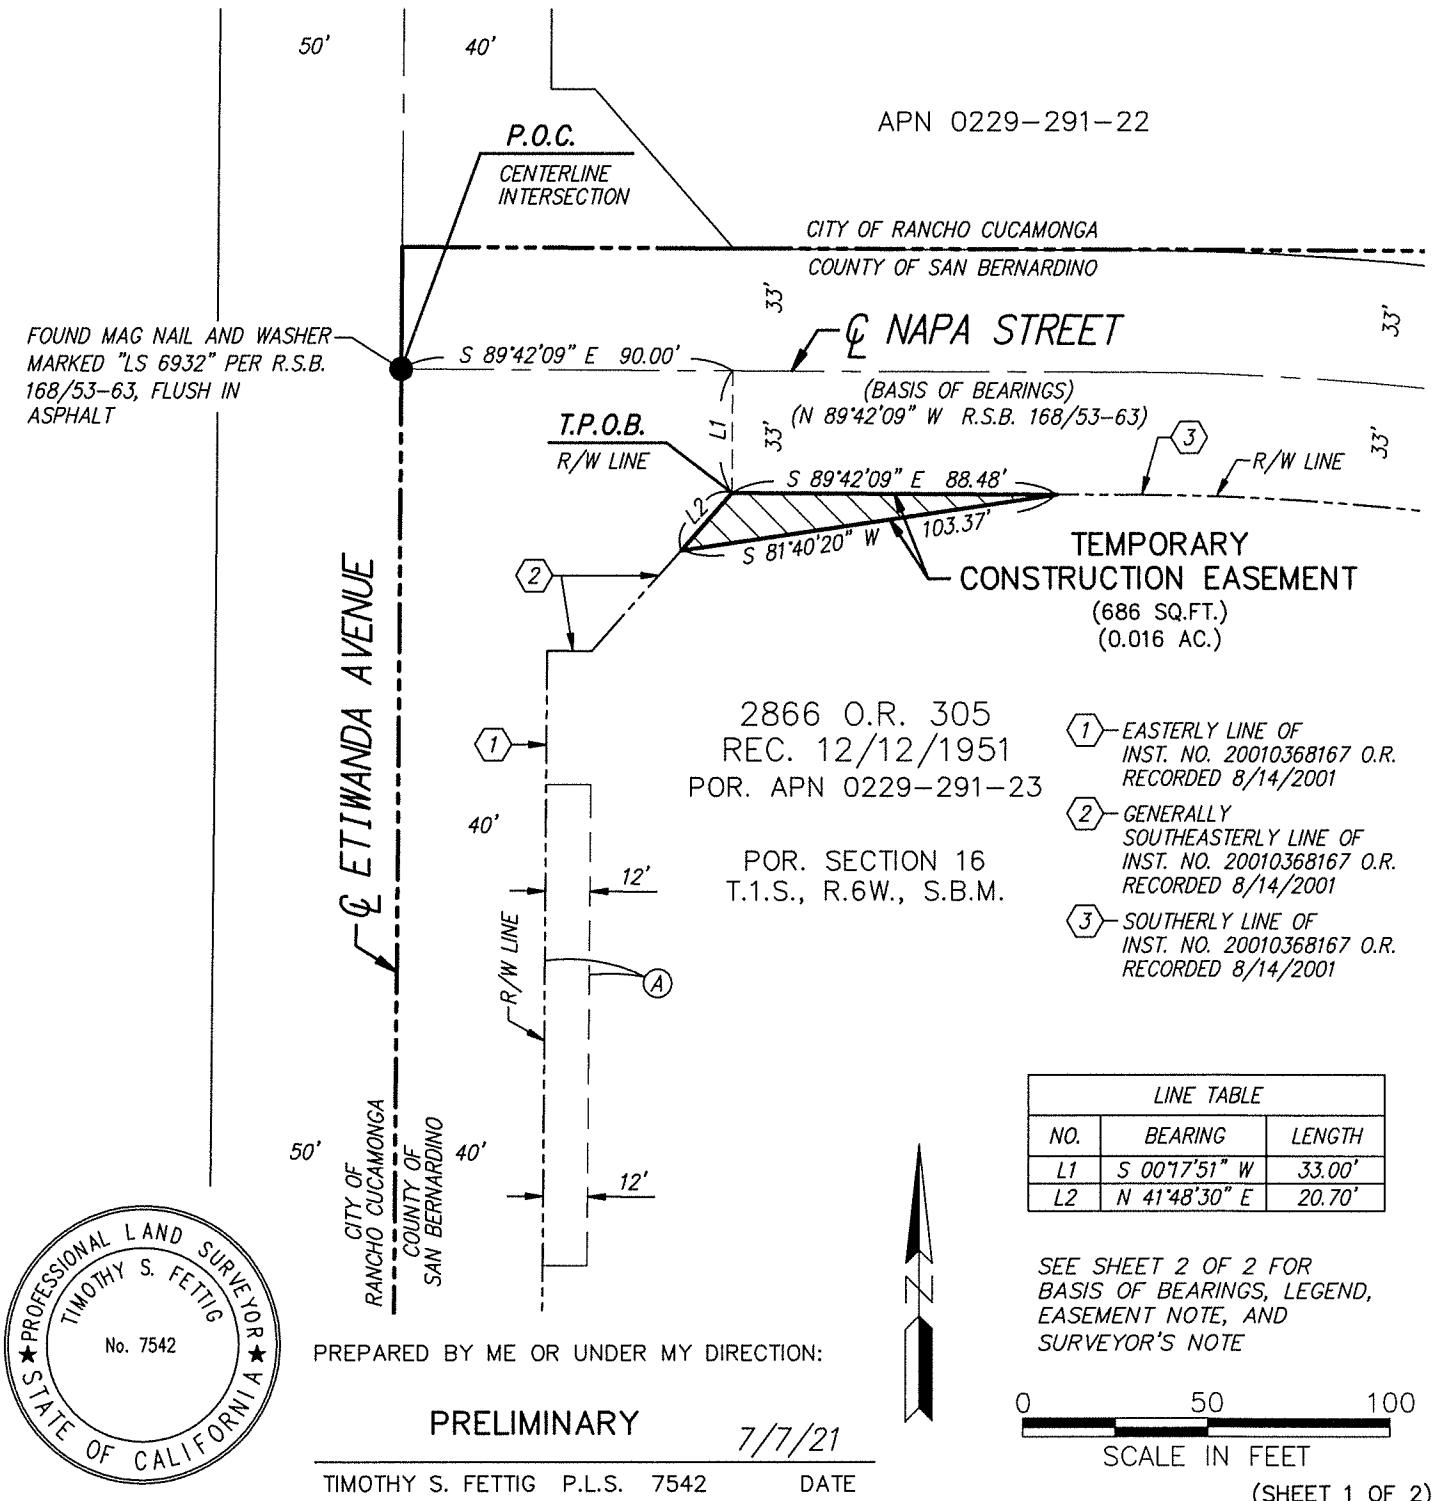 50'
40'
APN 0229-291-22
P.O.C.
CENTERLINE
INTERSECTION
CITY OF RANCHO CUCAMONGA
COUNTY OF SAN BERNARDINO
33'
33'
FOUND MAG NAIL AND WASHER
MARKED "LS 6932" PER R.S.B.
168/53-63, FLUSH IN
ASPHALT
℄ NAPA STREET
S 89°42'09" E 90.00'
(BASIS OF BEARINGS)
(N 89°42'09" W R.S.B. 168/53-63)
L1
33'
33'
T.P.O.B.
R/W LINE
3
R/W LINE
S 89°42'09" E 88.48'
L2
S 81°40'20" W 103.37'
TEMPORARY
CONSTRUCTION EASEMENT
(686 SQ.FT.)
(0.016 AC.)
2
℄ ETIWANDA AVENUE
1
2866 O.R. 305
REC. 12/12/1951
POR. APN 0229-291-23
POR. SECTION 16
T.1.S., R.6W., S.B.M.
1 EASTERLY LINE OF
INST. NO. 20010368167 O.R.
RECORDED 8/14/2001
2 GENERALLY
SOUTHEASTERLY LINE OF
INST. NO. 20010368167 O.R.
RECORDED 8/14/2001
3 SOUTHERLY LINE OF
INST. NO. 20010368167 O.R.
RECORDED 8/14/2001
40'
12'
R/W LINE
A
50'
CITY OF
RANCHO CUCAMONGA
COUNTY OF
SAN BERNARDINO
40'
12'
LINE TABLE
NO. BEARING LENGTH
L1 S 00°17'51" W 33.00'
L2 N 41°48'30" E 20.70'
SEE SHEET 2 OF 2 FOR
BASIS OF BEARINGS, LEGEND,
EASEMENT NOTE, AND
SURVEYOR'S NOTE
N
PROFESSIONAL LAND SURVEYOR
TIMOTHY S. FETTIG
No. 7542
STATE OF CALIFORNIA
PREPARED BY ME OR UNDER MY DIRECTION:
PRELIMINARY
7/7/21
TIMOTHY S. FETTIG P.L.S. 7542 DATE
0 50 100
SCALE IN FEET
(SHEET 1 OF 2)